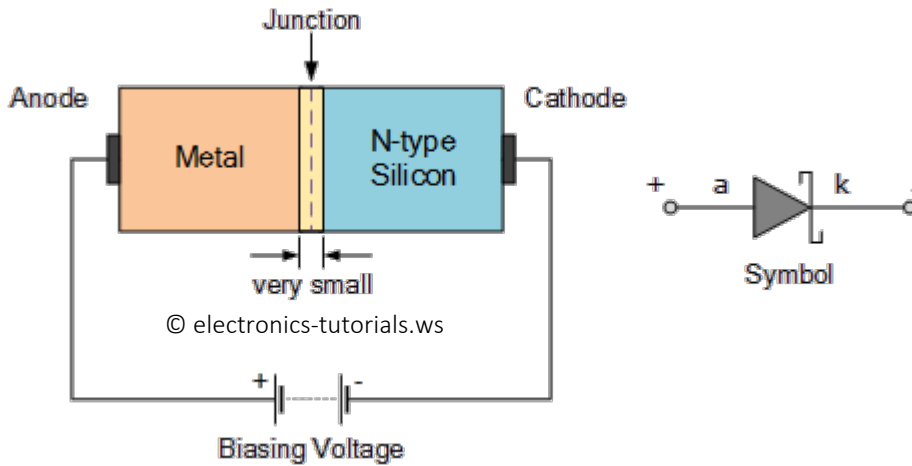 Junction
Anode
Cathode
Metal
N-type
Silicon
very small
© electronics-tutorials.ws
+ -
Biasing Voltage
+ a k
Symbol